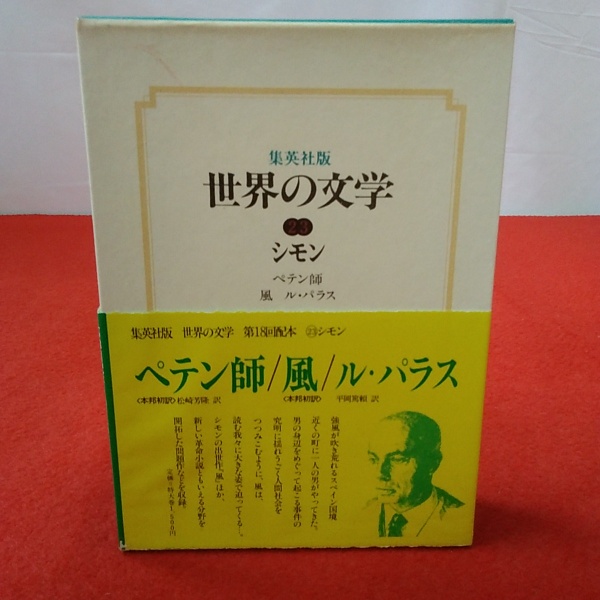 集英社版
世界の文学
23
シモン
ペテン師
風 ル・パラス
集英社版 世界の文学 第18回配本 ㉓シモン
ペテン師/風/ル・パラス
〈本邦初訳〉松崎芳隆 訳 〈本邦初訳〉 平岡篤頼 訳
強風が吹き荒れるスペイン国境
近くの町に一人の男がやってきた。
男の身辺をめぐって起こる事件の
究明に揺れうごく人間社会を
つつみこむように、風は、
読む我々に大きな姿で迫ってくる―。
シモンの出世作「風」ほか、
新しい革命小説ともいえる分野を
開拓した問題作などを収録。